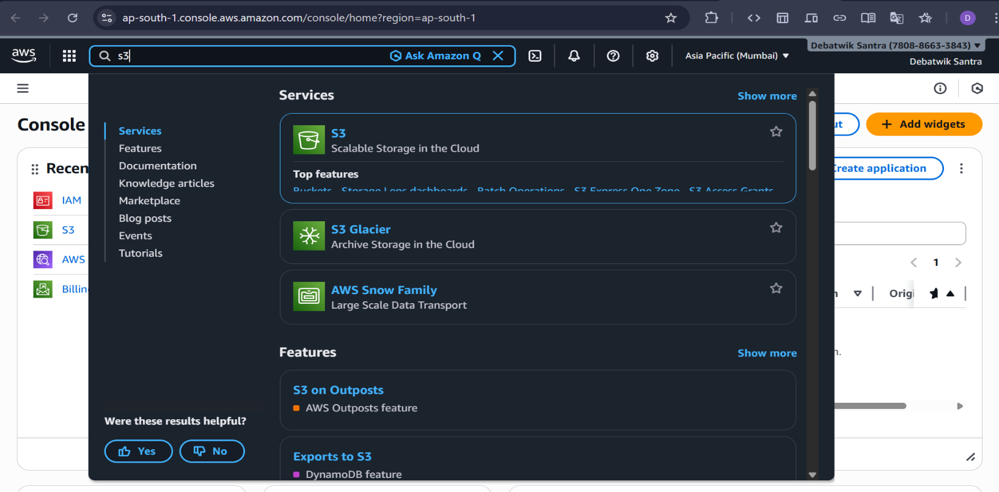 ap-south-1.console.aws.amazon.com/console/home?region=ap-south-1
D
aws
s3
Ask Amazon Q
Asia Pacific (Mumbai)
Debatwik Santra (7808-8663-3843)
Debatwik Santra
Console
Add widgets
Recen
Create application
IAM
S3
AWS
Billin
1
Origi
Services
Features
Documentation
Knowledge articles
Marketplace
Blog posts
Events
Tutorials
Were these results helpful?
Yes
No
Services
Show more
S3
Scalable Storage in the Cloud
Top features
Buckets Storage Lens dashboards Batch Operations S3 Express One Zone S3 Access Grants
S3 Glacier
Archive Storage in the Cloud
AWS Snow Family
Large Scale Data Transport
Features
Show more
S3 on Outposts
AWS Outposts feature
Exports to S3
DynamoDB feature